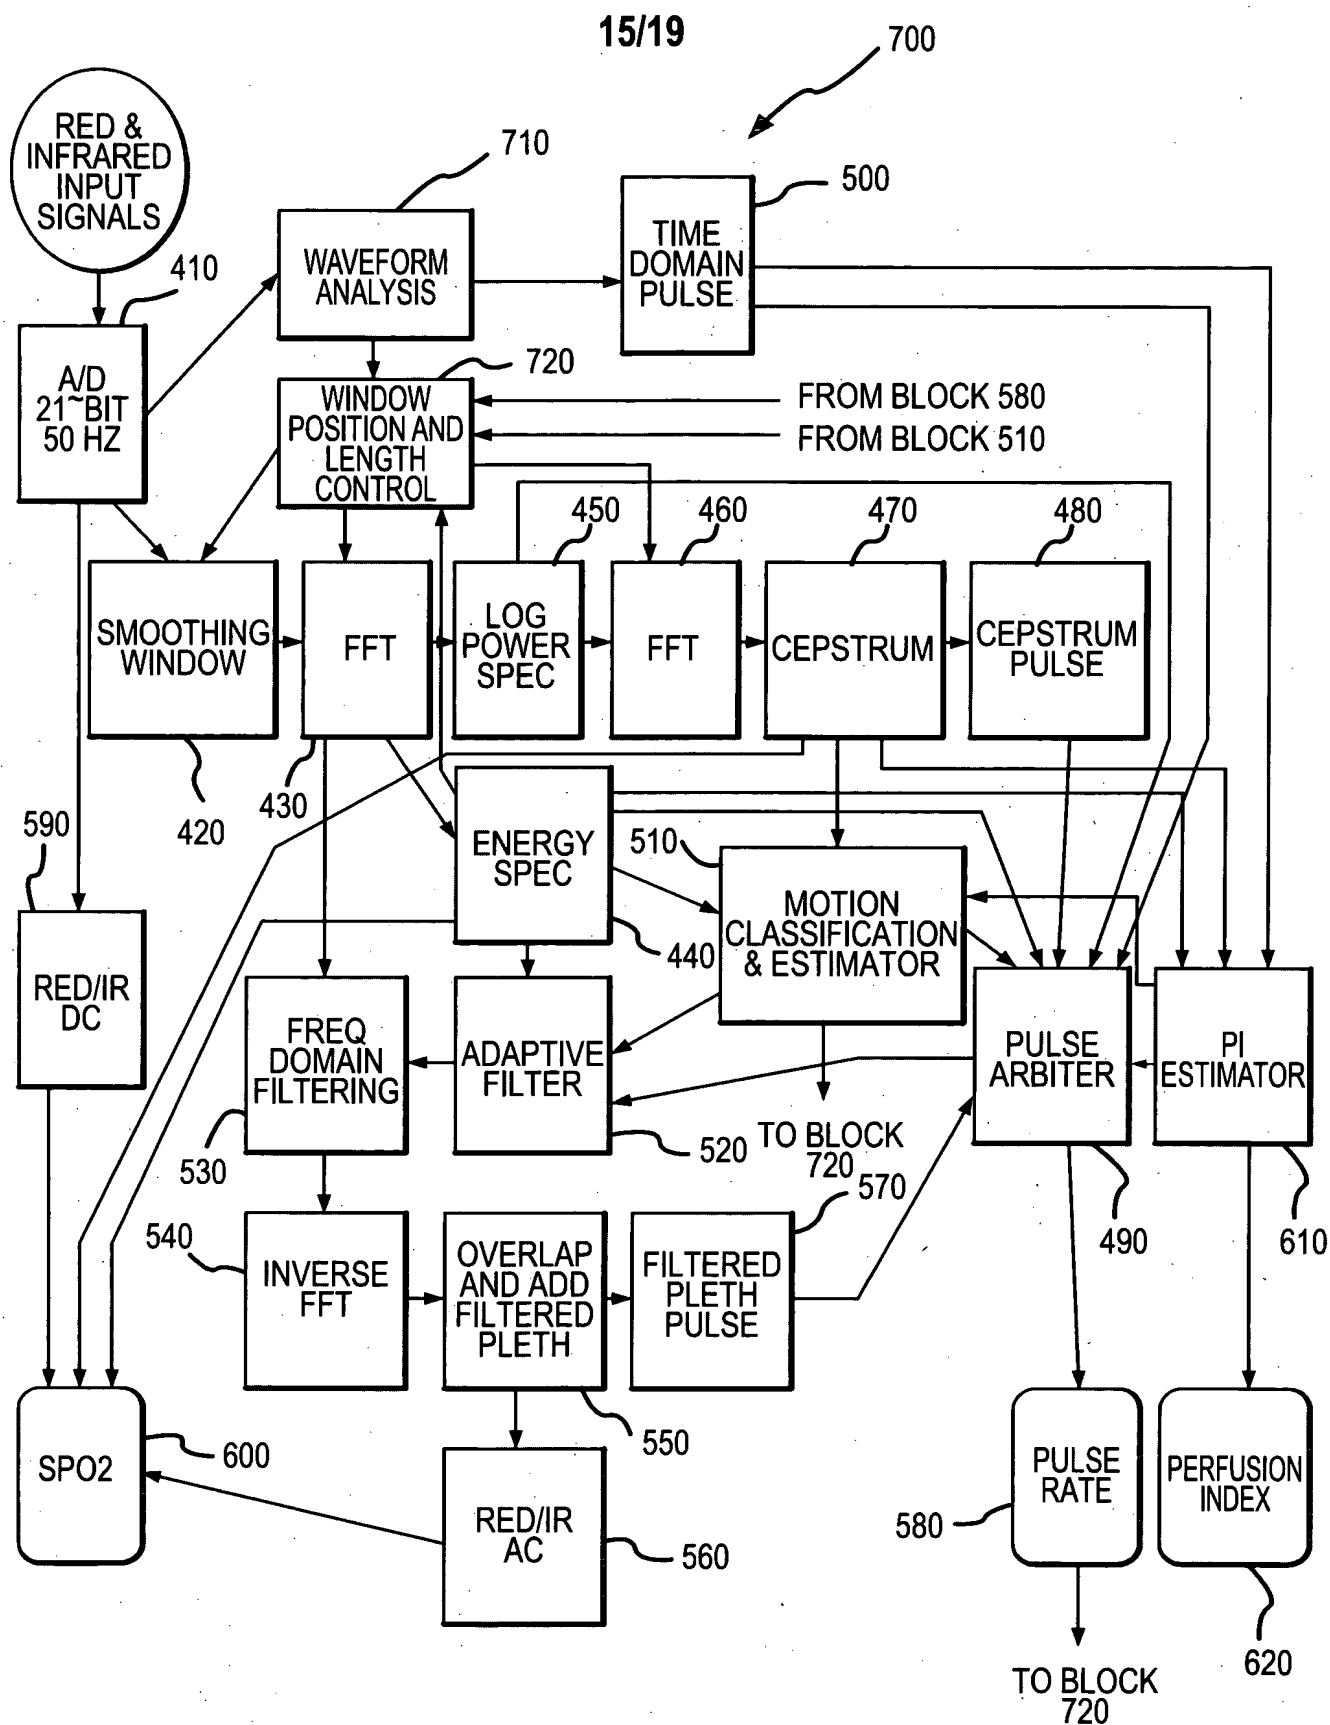 15/19
700
RED &
INFRARED
INPUT
SIGNALS
710
500
WAVEFORM
ANALYSIS
TIME
DOMAIN
PULSE
410
A/D
21~BIT
50 HZ
720
WINDOW
POSITION AND
LENGTH
CONTROL
FROM BLOCK 580
FROM BLOCK 510
450
460
470
480
SMOOTHING
WINDOW
FFT
LOG
POWER
SPEC
FFT
CEPSTRUM
CEPSTRUM
PULSE
420
430
590
ENERGY
SPEC
440
510
MOTION
CLASSIFICATION
& ESTIMATOR
RED/IR
DC
FREQ
DOMAIN
FILTERING
ADAPTIVE
FILTER
PULSE
ARBITER
PI
ESTIMATOR
530
520
TO BLOCK
720
570
490
610
540
INVERSE
FFT
OVERLAP
AND ADD
FILTERED
PLETH
FILTERED
PLETH
PULSE
550
SPO2
600
RED/IR
AC
560
PULSE
RATE
580
PERFUSION
INDEX
620
TO BLOCK
720